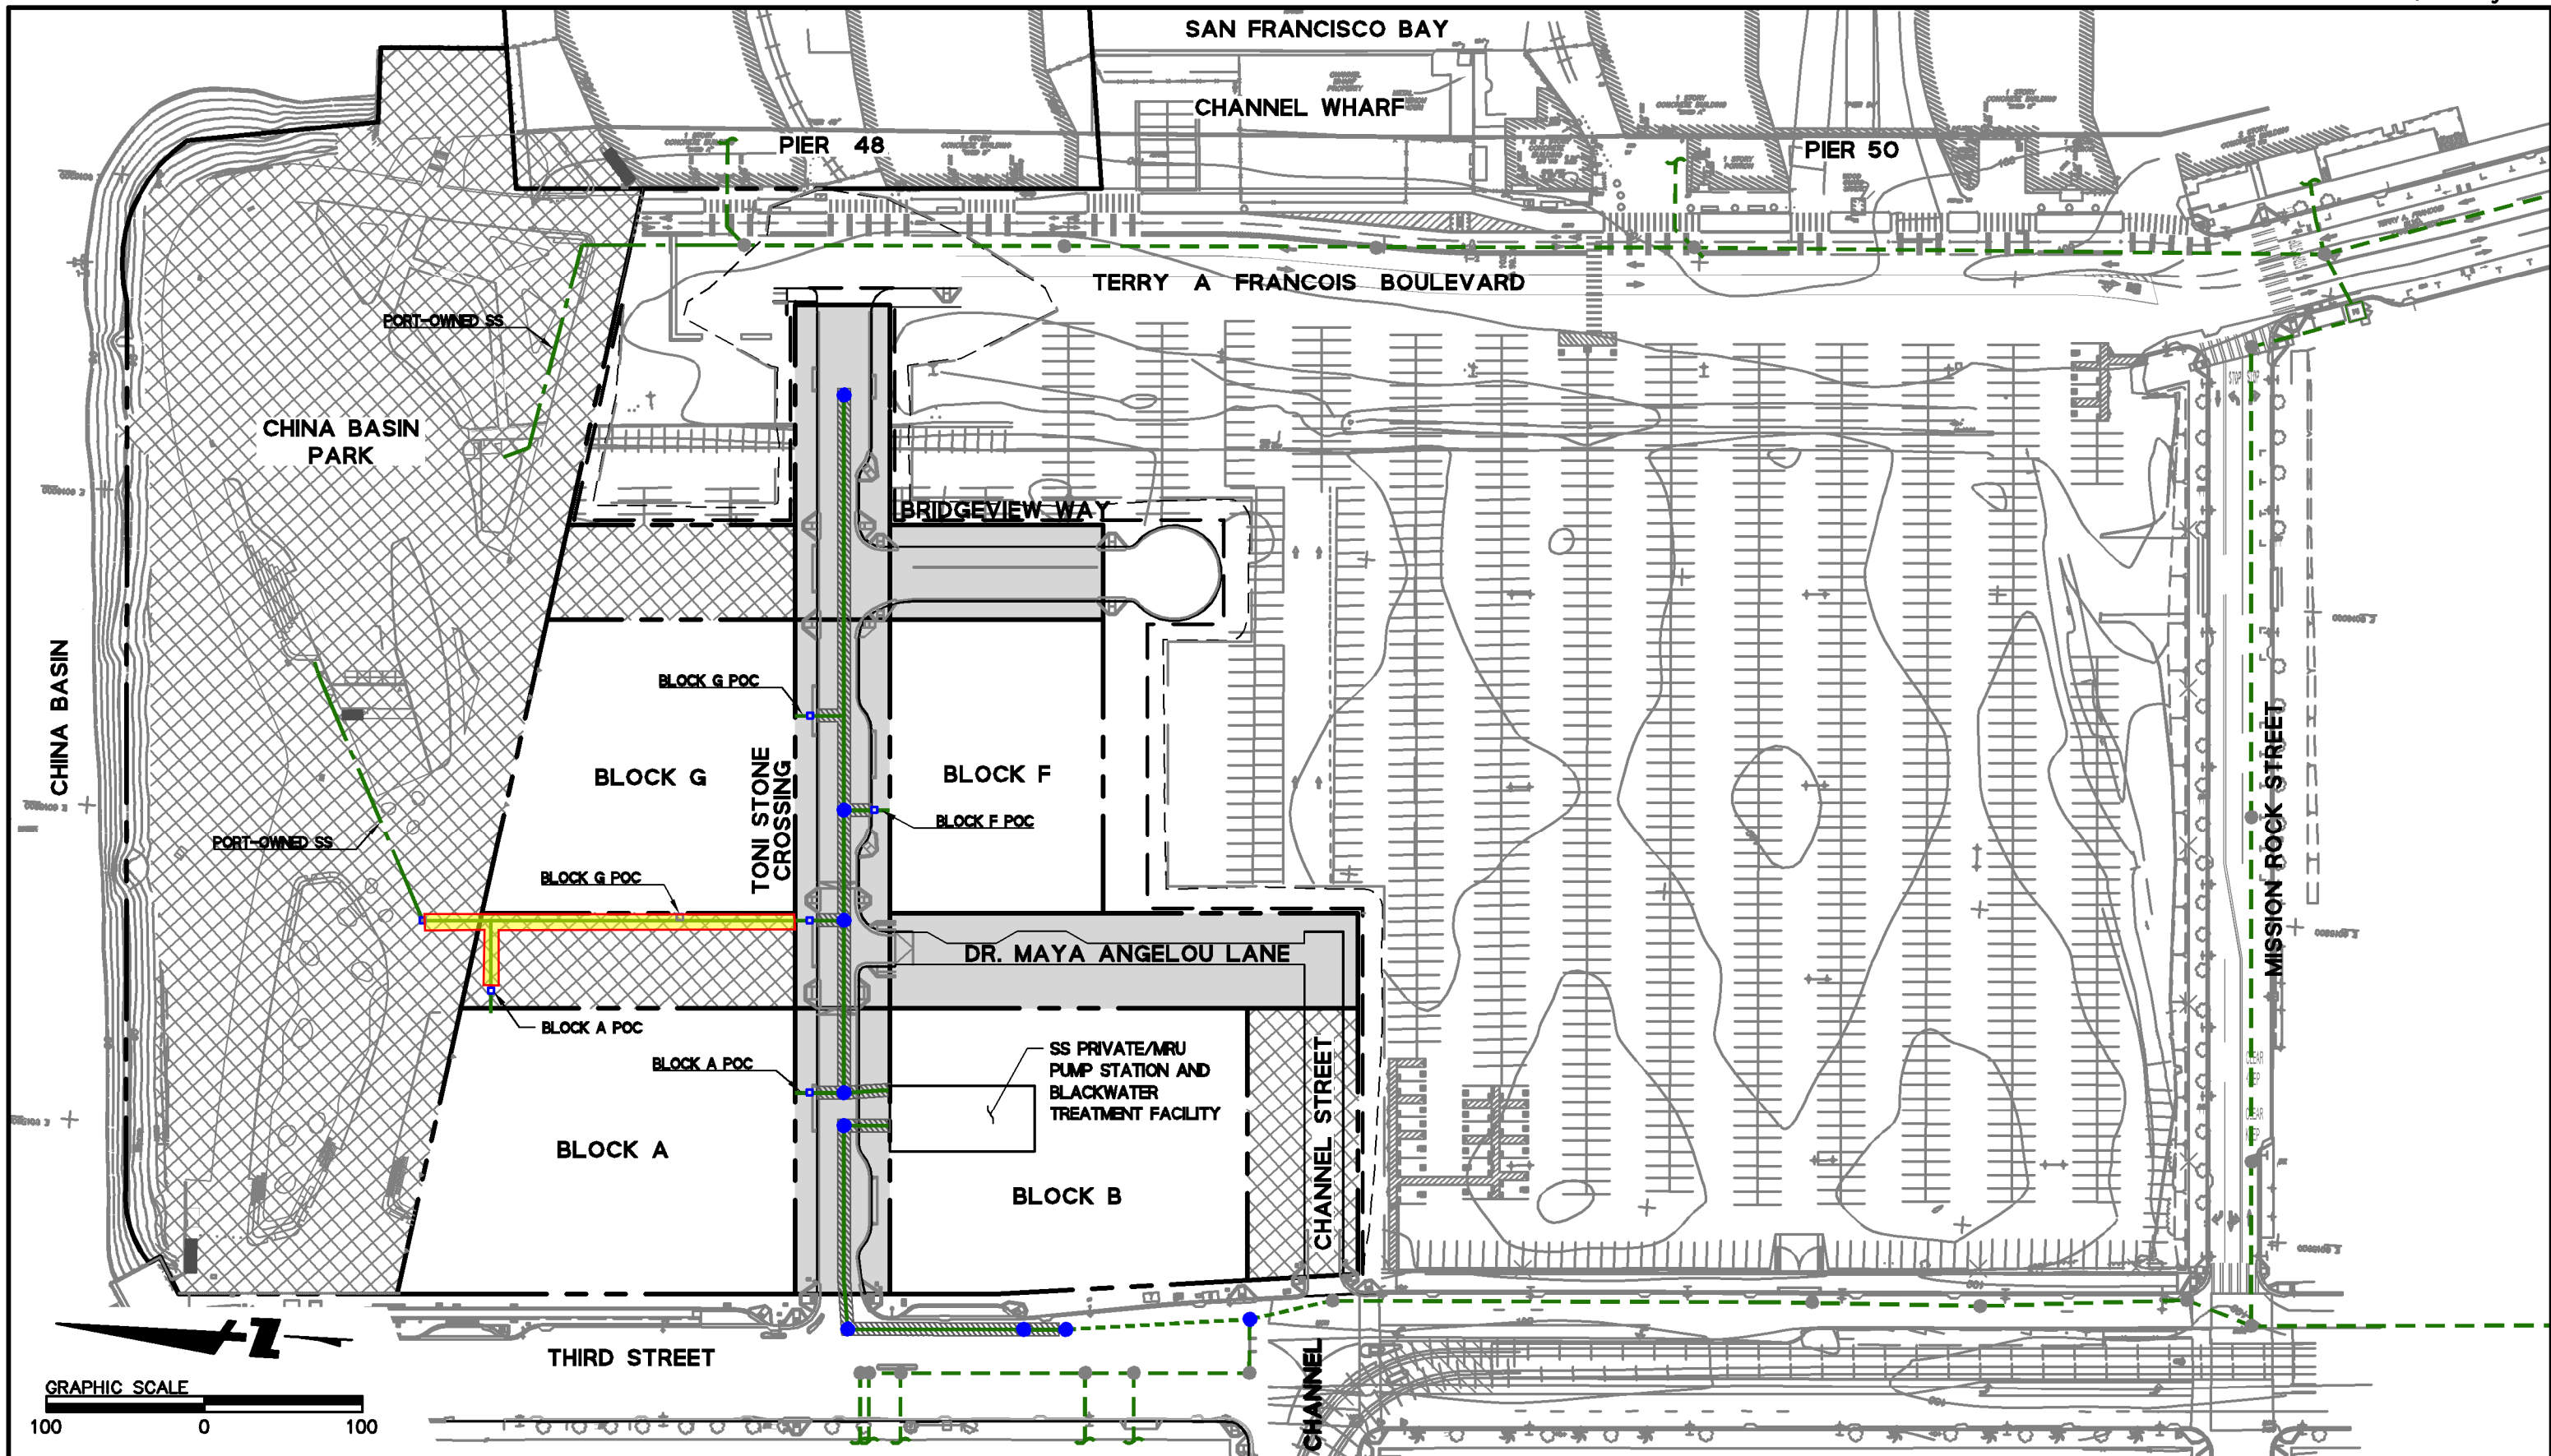 SAN FRANCISCO BAY
CHANNEL WHARF
PIER 48
PIER 50
TERRY A FRANCOIS BOULEVARD
PORT-OWNED SS
CHINA BASIN
PARK
BRIDGEVIEW WAY
CHINA BASIN
BLOCK G POC
BLOCK G
TONI STONE
CROSSING
BLOCK F
BLOCK F POC
PORT-OWNED SS
BLOCK G POC
MISSION ROCK STREET
DR. MAYA ANGELOU LANE
BLOCK A POC
BLOCK A POC
SS PRIVATE/MRU
PUMP STATION AND
BLACKWATER
TREATMENT FACILITY
CHANNEL STREET
BLOCK A
BLOCK B
THIRD STREET
CHANNEL
GRAPHIC SCALE
100 0 100